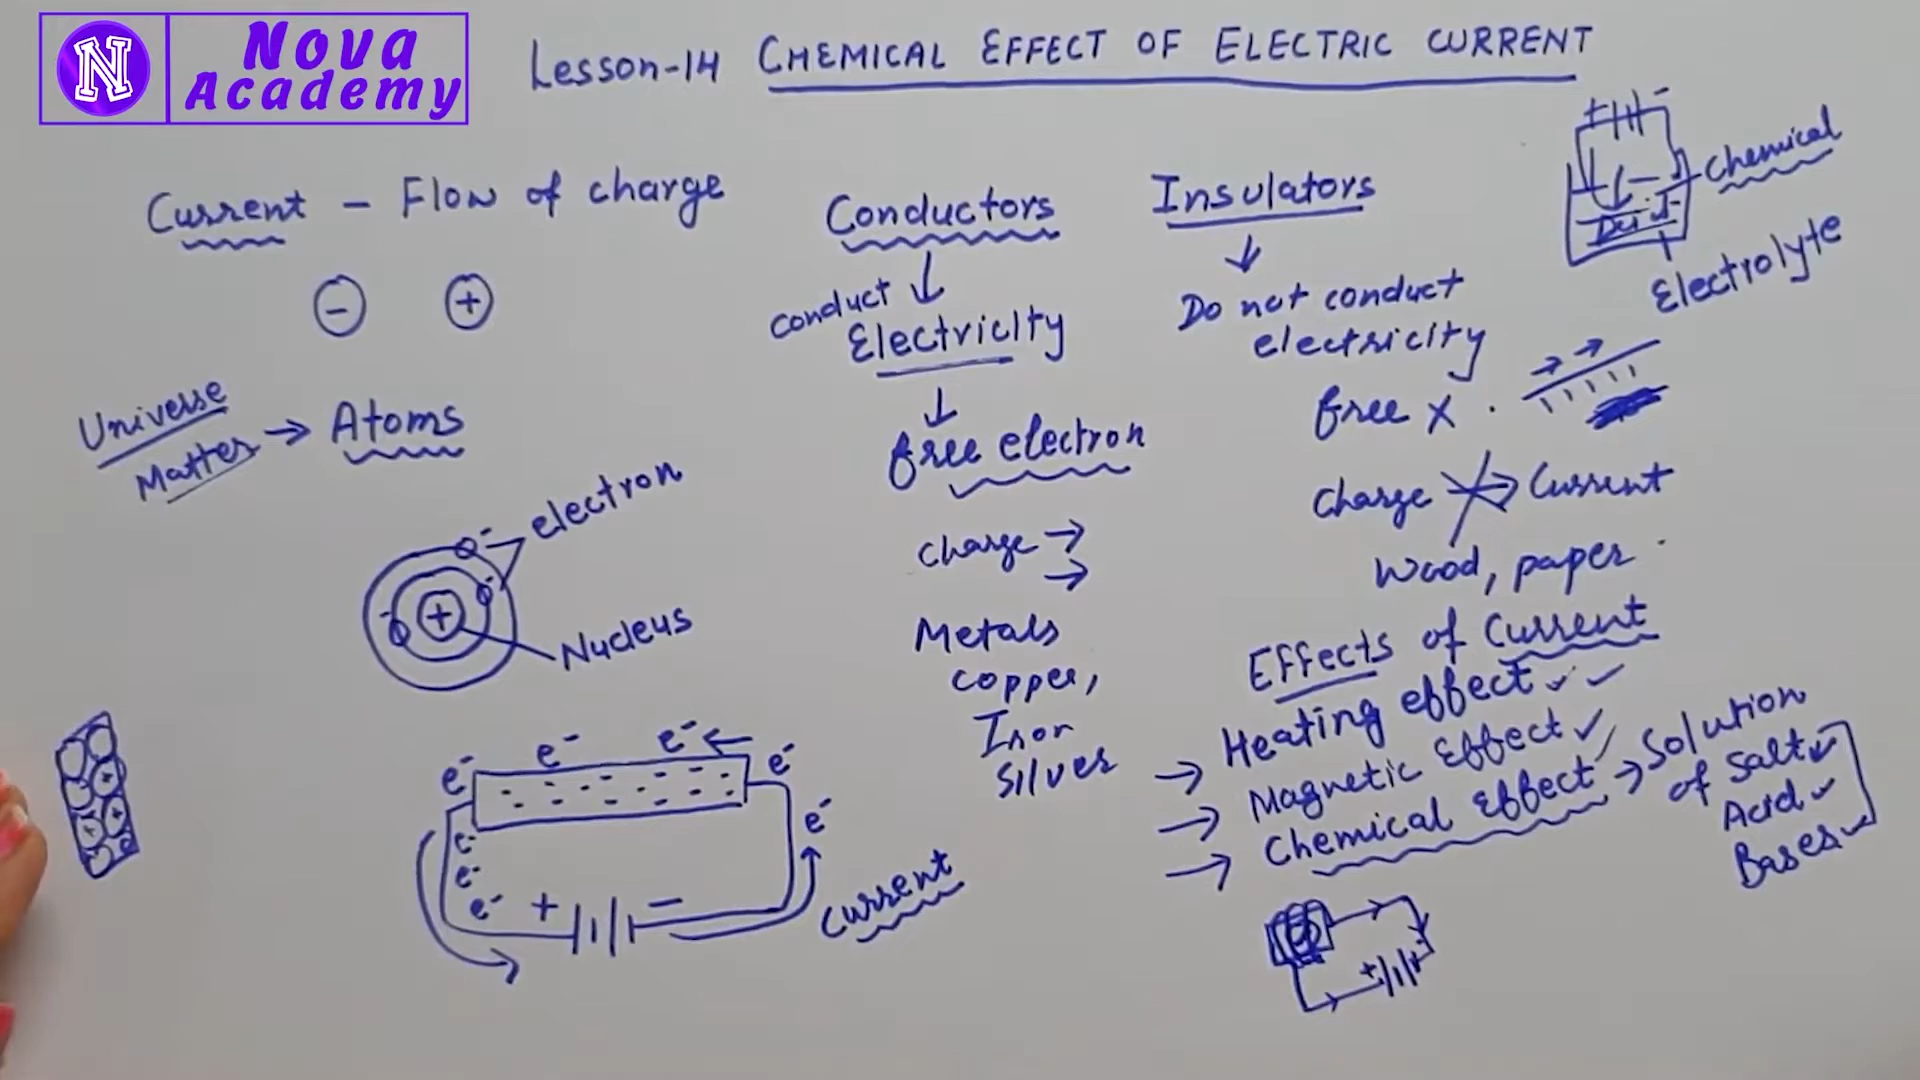 N
Nova
Academy
Lesson-14 CHEMICAL EFFECT OF ELECTRIC CURRENT
Current - Flow of charge
- +
Universe
Matter → Atoms
electron
+
Nucleus
e- e- e- e-
e-
e-
e-
e-
+ -
Current
Conductors
conduct
Electricity
free electron
charge →
→
Metals
copper,
Iron
Silver
Insulators
Do not conduct
electricity
free X
Charge → Current
Wood, paper
+ -
Chemical
Electrolyte
Effects of Current
→ Heating effect ✓✓
→ Magnetic Effect ✓
→ Chemical Effect → Solution
of Salt ✓
Acid ✓
Bases ✓
+